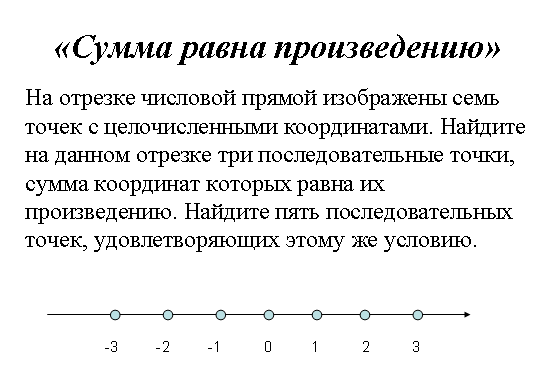 «Сумма равна произведению»
На отрезке числовой прямой изображены семь
точек с целочисленными координатами. Найдите
на данном отрезке три последовательные точки,
сумма координат которых равна их
произведению. Найдите пять последовательных
точек, удовлетворяющих этому же условию.
-3 -2 -1 0 1 2 3